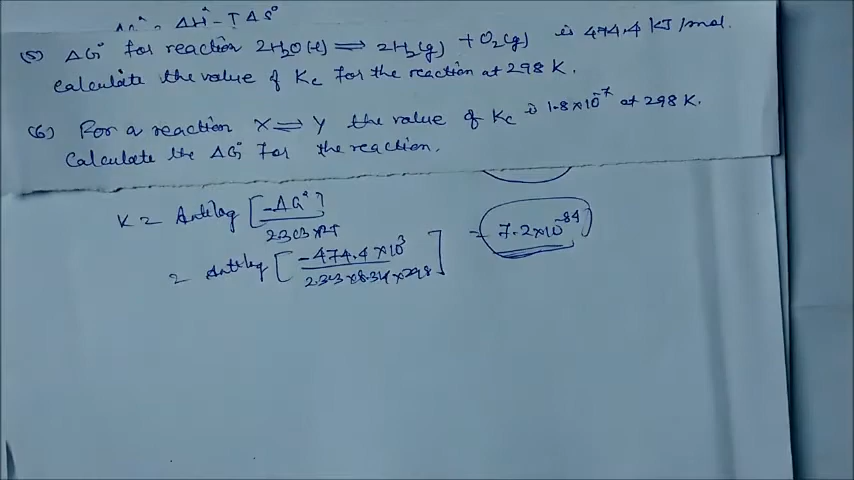 ΔG° = ΔH° - TΔS°
(5) ΔG° for reaction 2H₂O(l) ⇌ 2H₂(g) + O₂(g) is 474.4 kJ/mol.
calculate the value of Kc for the reaction at 298 K.
(6) For a reaction X ⇌ Y the value of Kc is 1.8×10⁻⁷ at 298 K.
Calculate the ΔG° for the reaction.
K = Antilog [-ΔG° / 2.303×RT]
= Antilog [-474.4×10³ / 2.303×8.314×298] = 7.2×10⁻⁸⁴